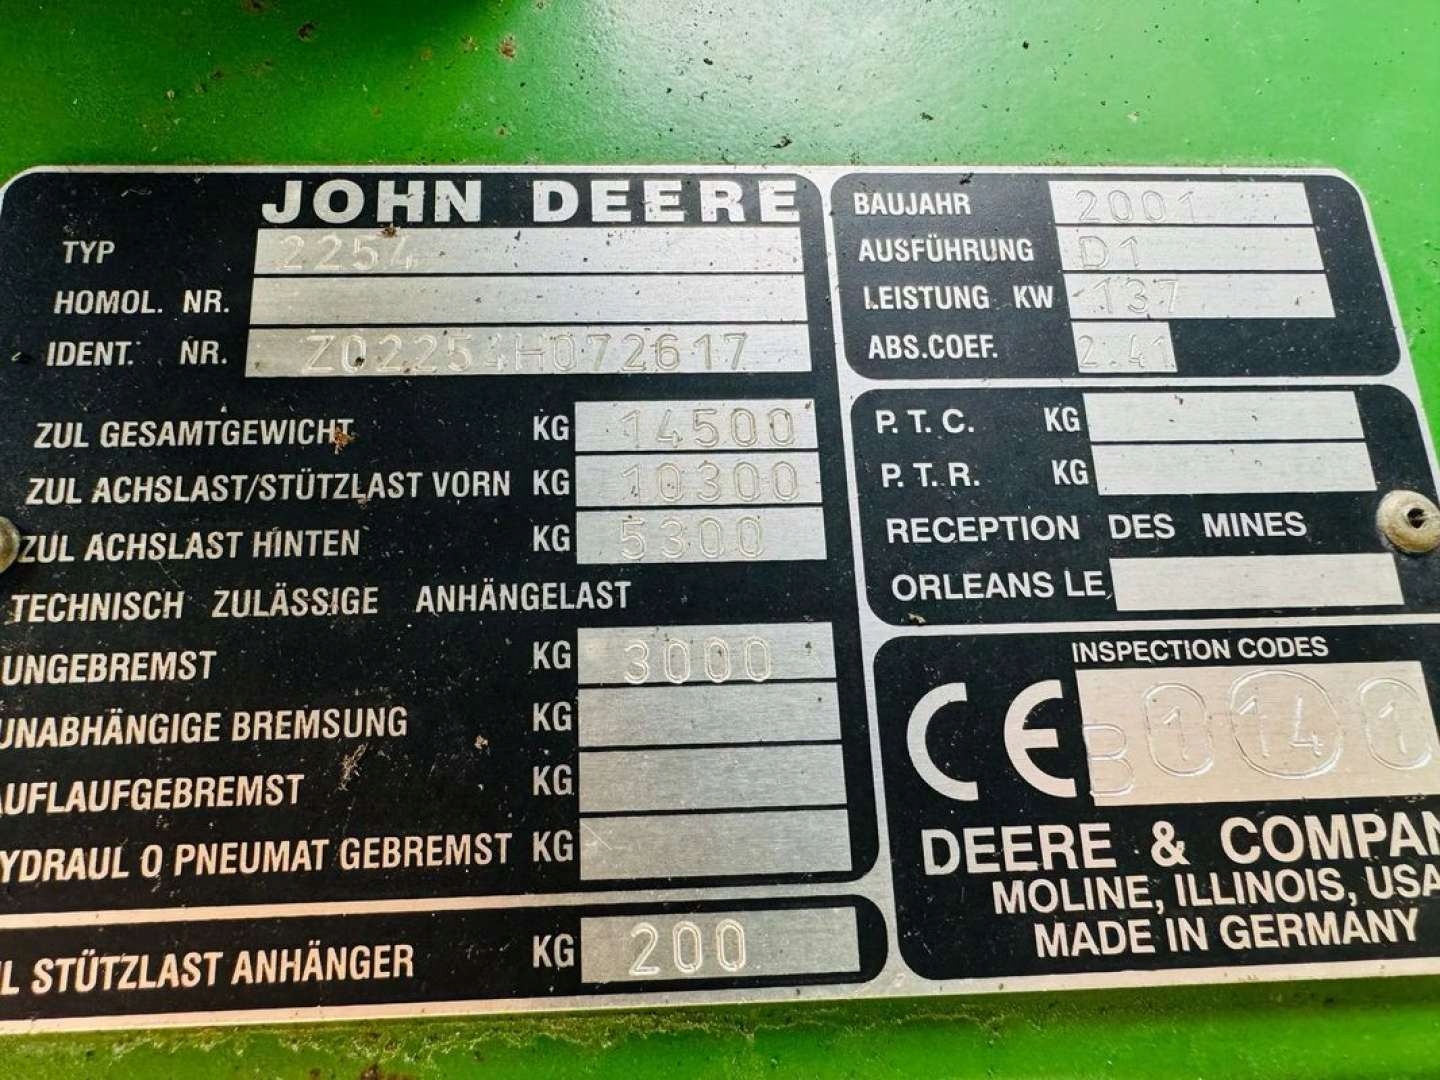 JOHN DEERE
TYP 2254
HOMOL. NR.
IDENT. NR. Z02254H072617
ZUL GESAMTGEWICHT KG 14500
ZUL ACHSLAST/STÜTZLAST VORN KG 10300
ZUL ACHSLAST HINTEN KG 5300
TECHNISCH ZULÄSSIGE ANHÄNGELAST
UNGEBREMST KG 3000
UNABHÄNGIGE BREMSUNG KG
AUFLAUFGEBREMST KG
YDRAUL O PNEUMAT GEBREMST KG
L STÜTZLAST ANHÄNGER KG 200
BAUJAHR 2001
AUSFÜHRUNG D1
LEISTUNG KW 137
ABS.COEF. 2.41
P. T. C. KG
P. T. R. KG
RECEPTION DES MINES
ORLEANS LE
INSPECTION CODES
CE B 1 14 1
DEERE & COMPAN
MOLINE, ILLINOIS, USA
MADE IN GERMANY